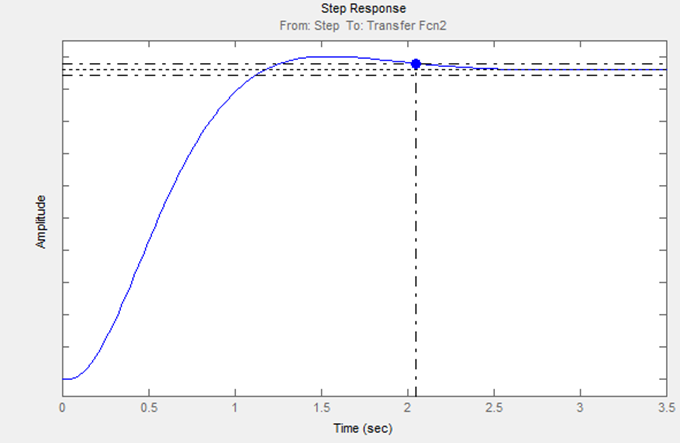 Step Response
From: Step To: Transfer Fcn2
Amplitude
0 0.5 1 1.5 2 2.5 3 3.5
Time (sec)